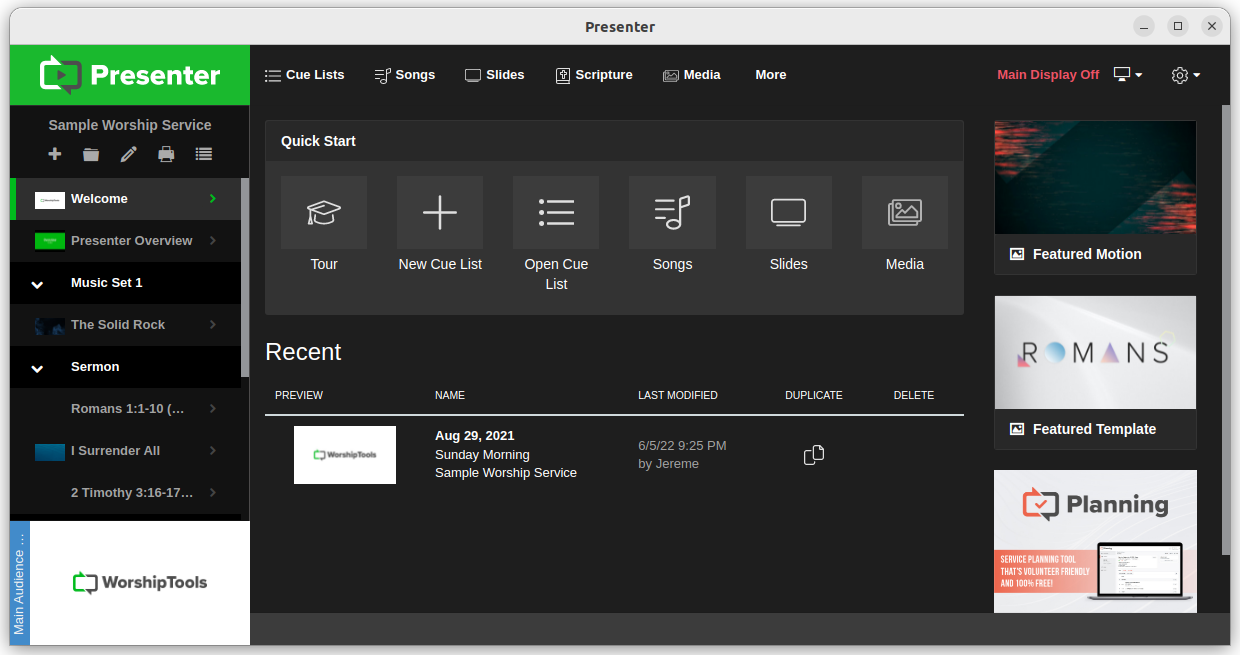 Presenter
Presenter
Cue Lists
Songs
Slides
Scripture
Media
More
Main Display Off
Sample Worship Service
Welcome
Presenter Overview
Music Set 1
The Solid Rock
Sermon
Romans 1:1-10 (...
I Surrender All
2 Timothy 3:16-17...
Main Audience ...
WorshipTools
Quick Start
Tour
New Cue List
Open Cue
List
Songs
Slides
Media
Recent
PREVIEW
NAME
LAST MODIFIED
DUPLICATE
DELETE
WorshipTools
Aug 29, 2021
Sunday Morning
Sample Worship Service
6/5/22 9:25 PM
by Jereme
Featured Motion
ROMANS
Featured Template
Planning
SERVICE PLANNING TOOL
THAT'S VOLUNTEER FRIENDLY
AND 100% FREE!